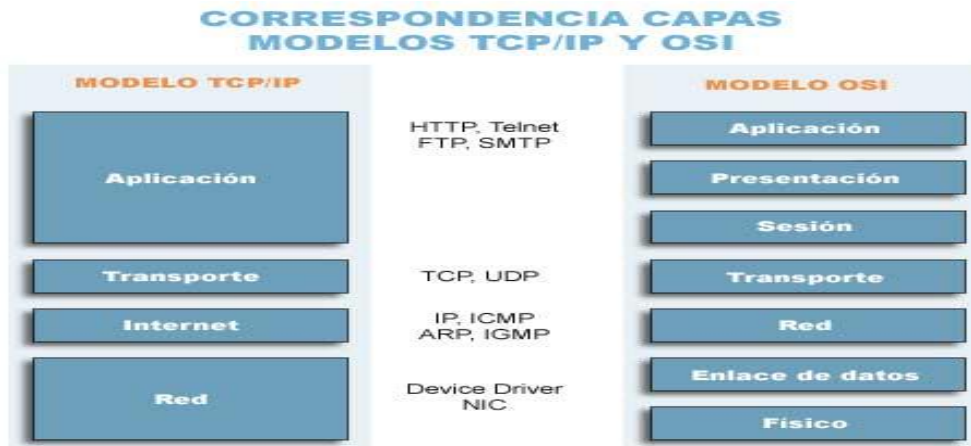 CORRESPONDENCIA CAPAS
MODELOS TCP/IP Y OSI
MODELO TCP/IP
Aplicación
Transporte
Internet
Red
HTTP, Telnet
FTP, SMTP
TCP, UDP
IP, ICMP
ARP, IGMP
Device Driver
NIC
MODELO OSI
Aplicación
Presentación
Sesión
Transporte
Red
Enlace de datos
Físico